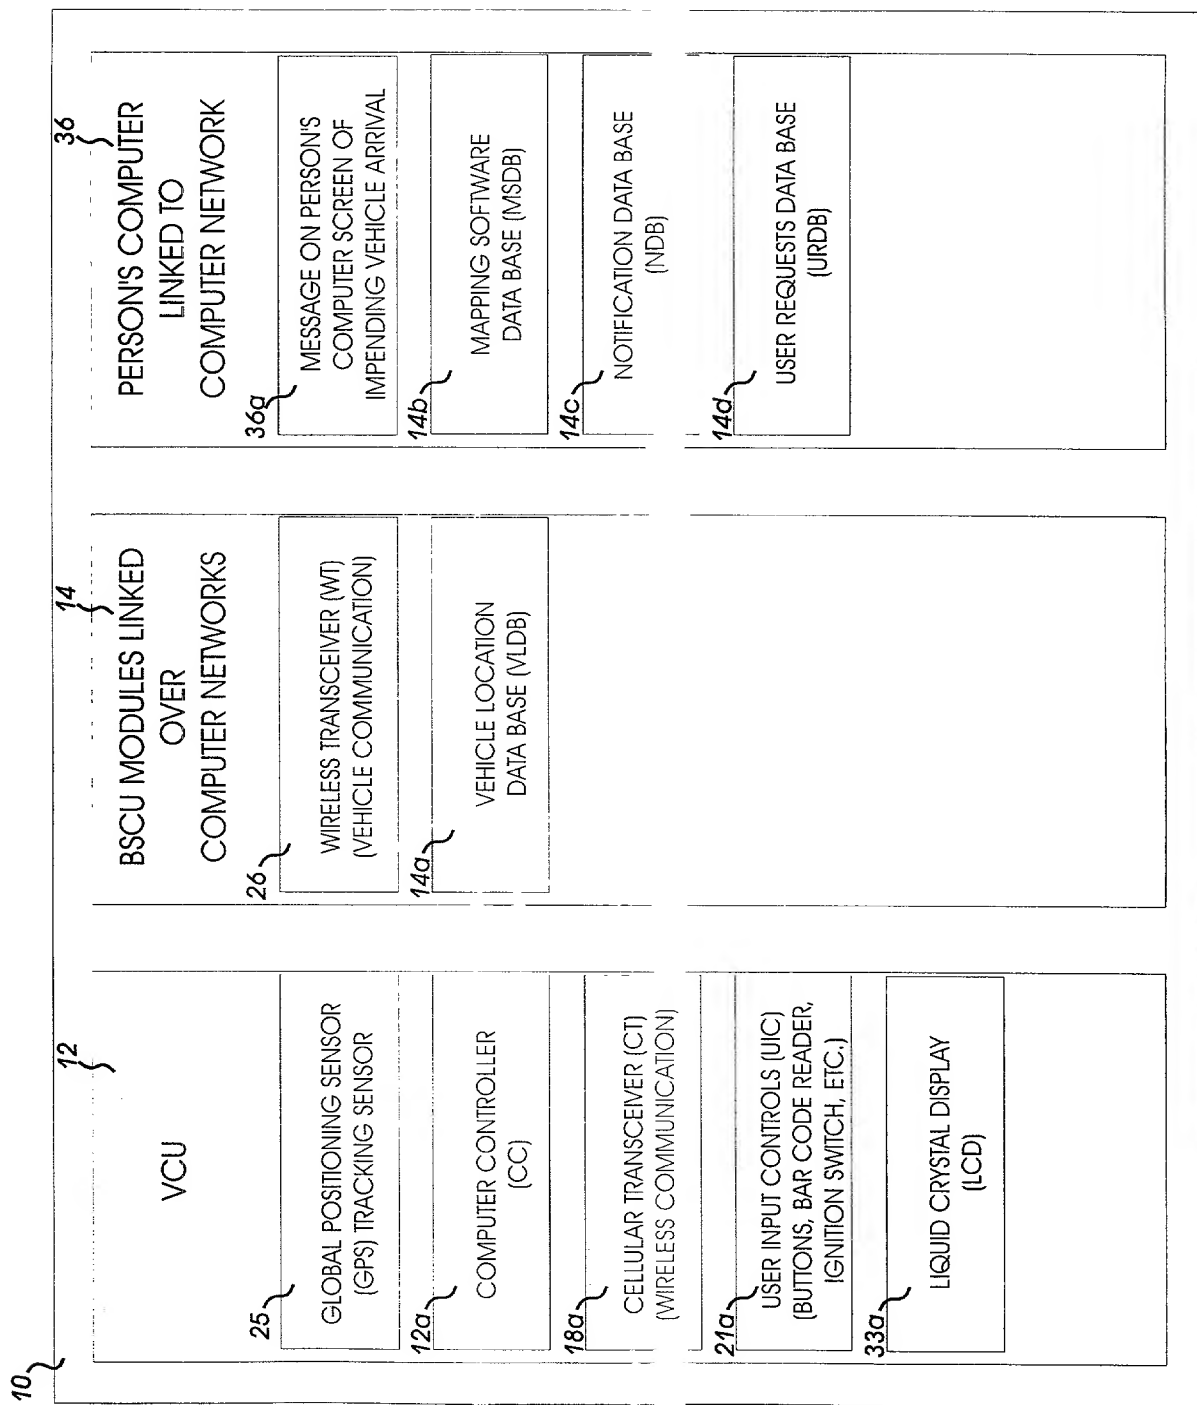 10
12
VCU
25
GLOBAL POSITIONING SENSOR
(GPS) TRACKING SENSOR
12a
COMPUTER CONTROLLER
(CC)
18a
CELLULAR TRANSCEIVER (CT)
(WIRELESS COMMUNICATION)
21a
USER INPUT CONTROLS (UIC)
(BUTTONS, BAR CODE READER,
IGNITION SWITCH, ETC.)
33a
LIQUID CRYSTAL DISPLAY
(LCD)
14
BSCU MODULES LINKED
OVER
COMPUTER NETWORKS
26
WIRELESS TRANSCEIVER (WT)
(VEHICLE COMMUNICATION)
14a
VEHICLE LOCATION
DATA BASE (VLDB)
36
PERSON'S COMPUTER
LINKED TO
COMPUTER NETWORK
36a
MESSAGE ON PERSON'S
COMPUTER SCREEN OF
IMPENDING VEHICLE ARRIVAL
14b
MAPPING SOFTWARE
DATA BASE (MSDB)
14c
NOTIFICATION DATA BASE
(NDB)
14d
USER REQUESTS DATA BASE
(URDB)